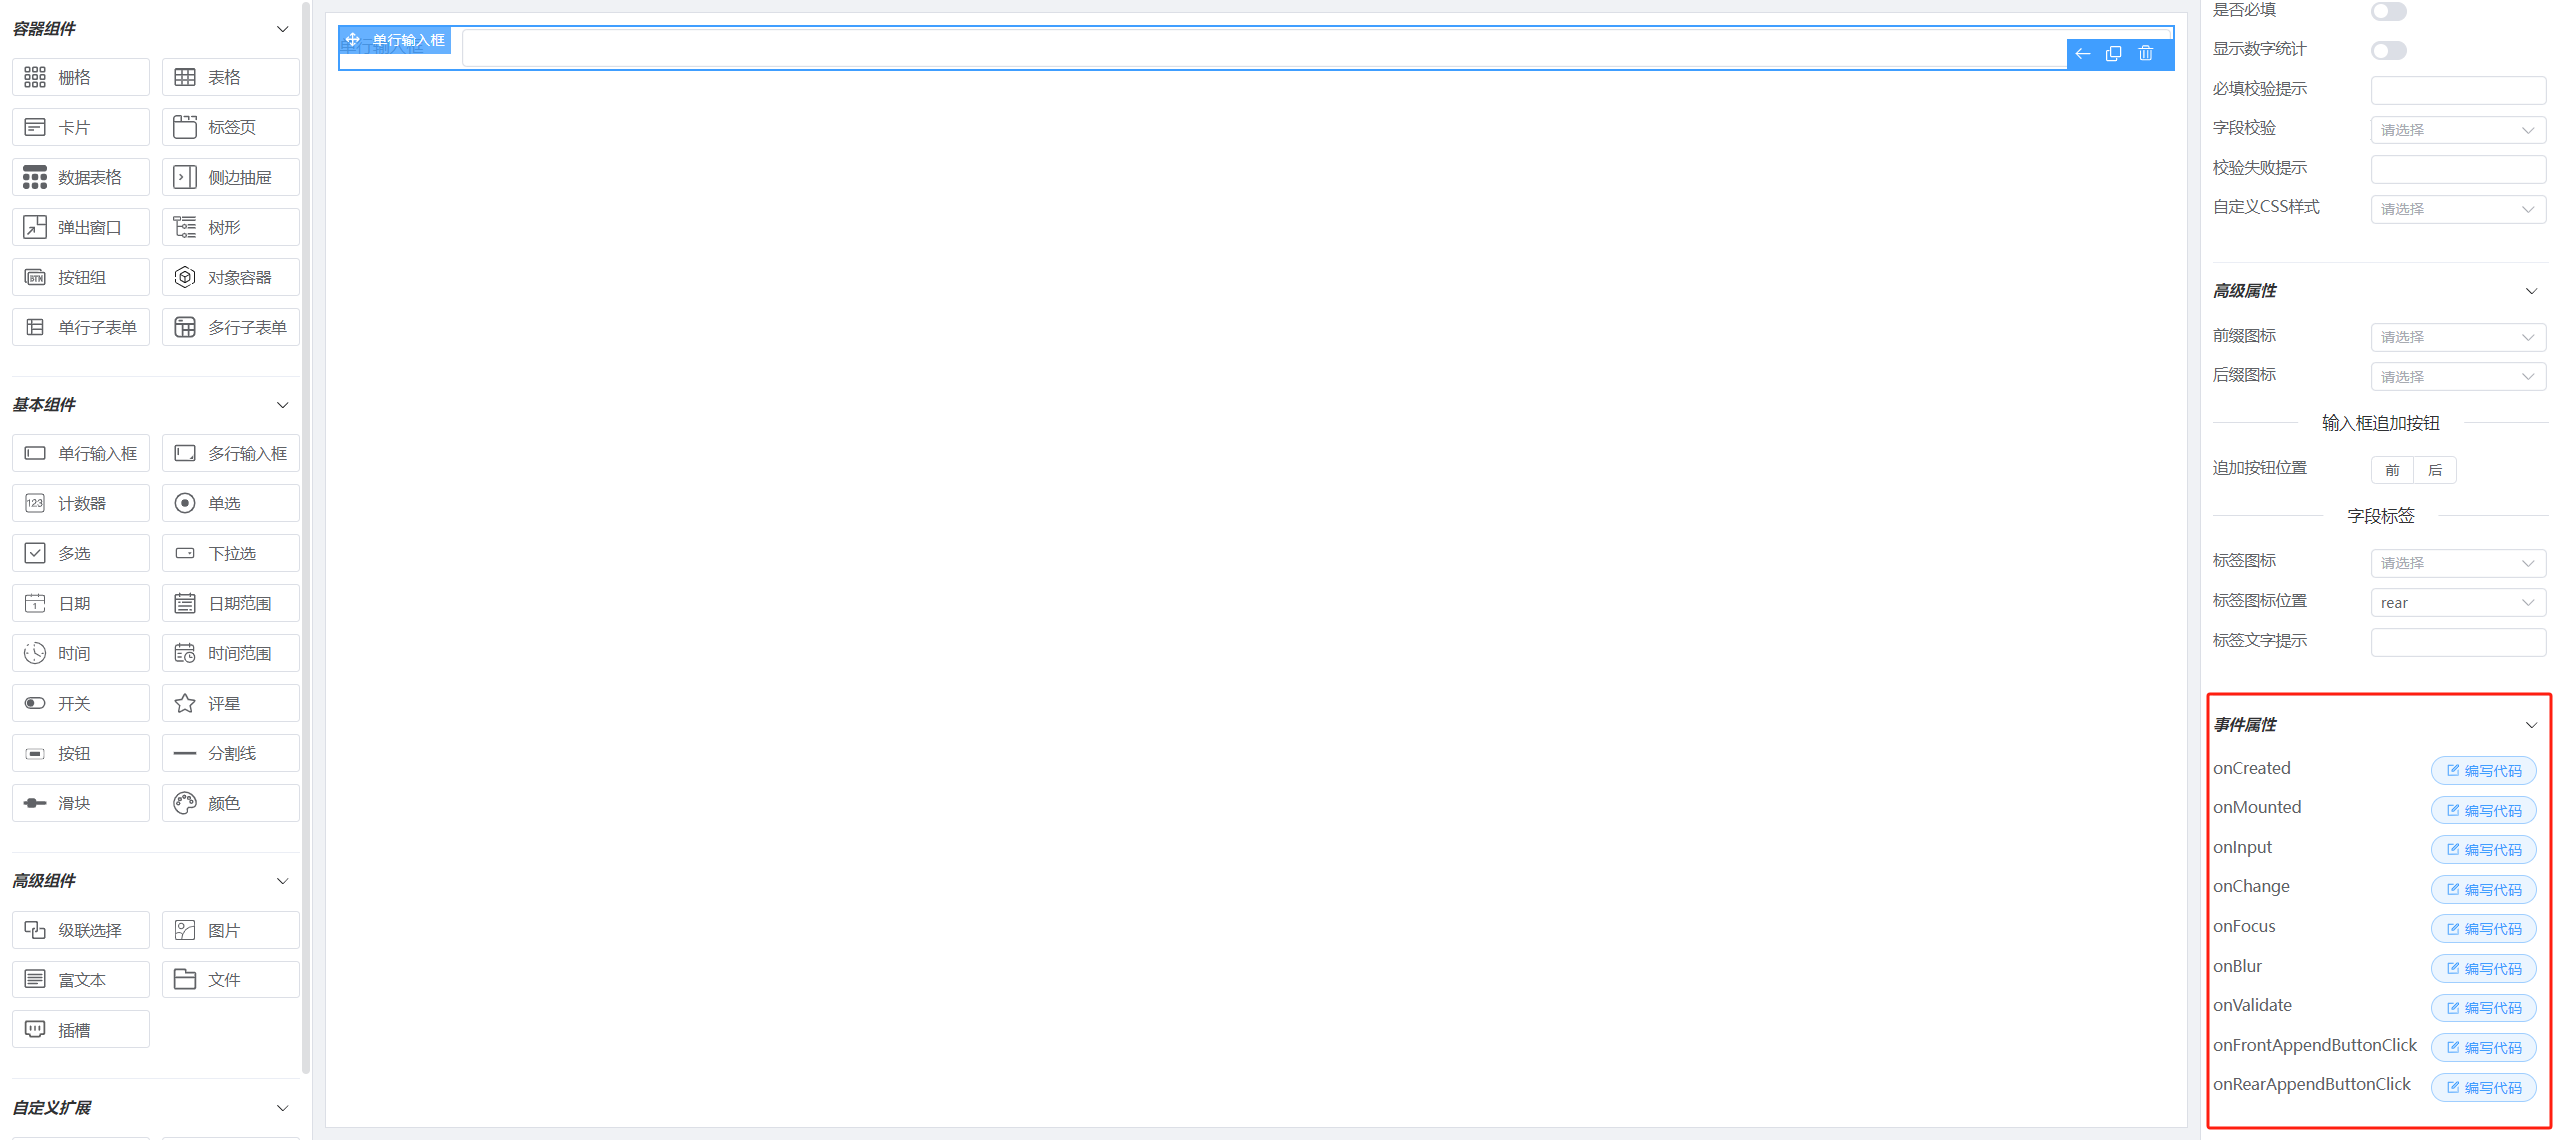 容器组件
栅格
表格
卡片
标签页
数据表格
侧边抽屉
弹出窗口
树形
按钮组
对象容器
单行子表单
多行子表单
基本组件
单行输入框
多行输入框
123
计数器
单选
多选
下拉选
日期
日期范围
时间
时间范围
开关
评星
按钮
分割线
滑块
颜色
高级组件
级联选择
图片
富文本
文件
插槽
自定义扩展
单行输入框
是否必填
显示数字统计
必填校验提示
字段校验
请选择
校验失败提示
自定义CSS样式
请选择
高级属性
前缀图标
请选择
后缀图标
请选择
输入框追加按钮
追加按钮位置
前
后
字段标签
标签图标
请选择
标签图标位置
rear
标签文字提示
事件属性
onCreated
编写代码
onMounted
编写代码
onInput
编写代码
onChange
编写代码
onFocus
编写代码
onBlur
编写代码
onValidate
编写代码
onFrontAppendButtonClick
编写代码
onRearAppendButtonClick
编写代码